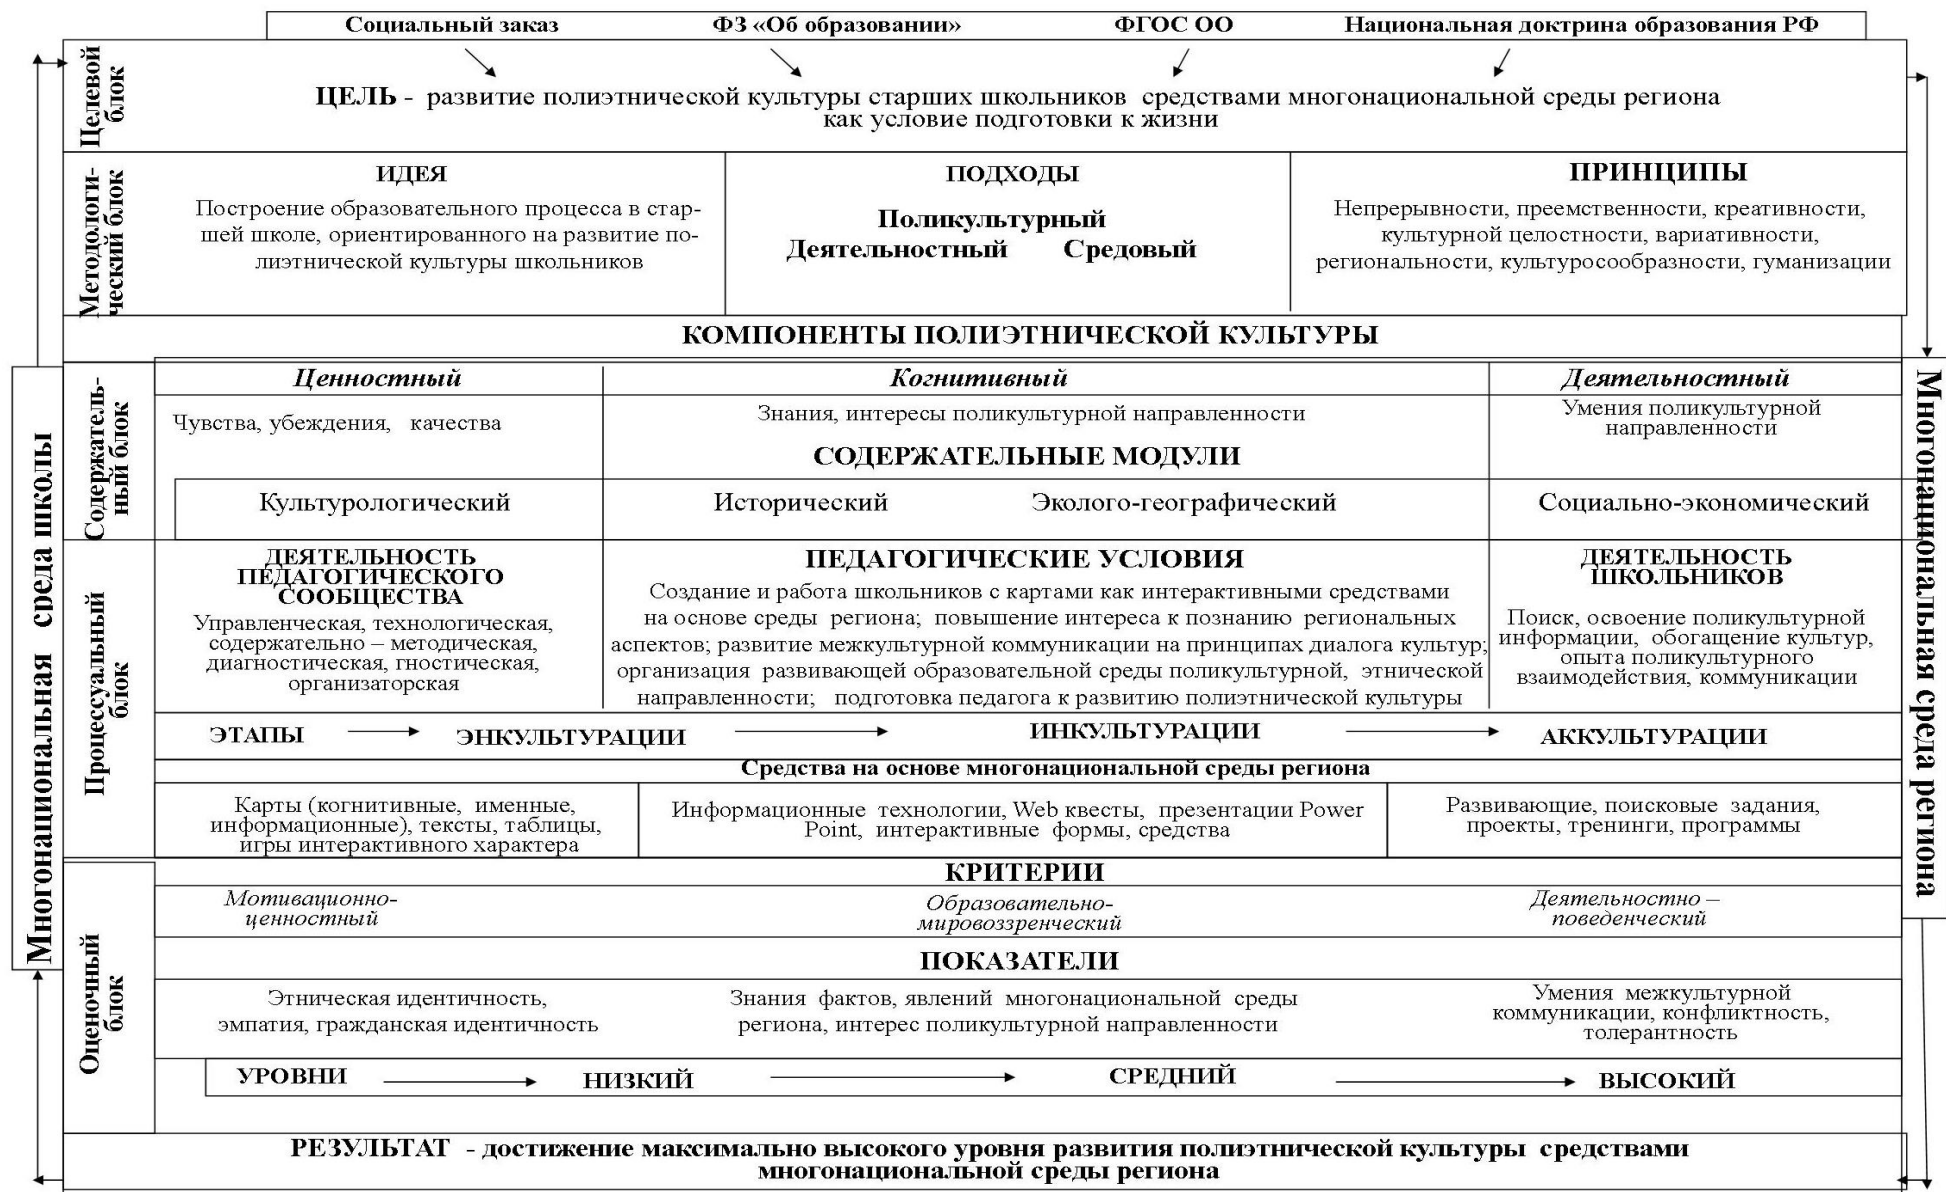 Социальный заказ ФЗ «Об образовании» ФГОС ОО Национальная доктрина образования РФ
Целевой
блок
ЦЕЛЬ - развитие полиэтнической культуры старших школьников средствами многонациональной среды региона
как условие подготовки к жизни
Методологи-
ческий блок
ИДЕЯ
Построение образовательного процесса в стар-
шей школе, ориентированного на развитие по-
лиэтнической культуры школьников
ПОДХОДЫ
Поликультурный
Деятельностный Средовый
ПРИНЦИПЫ
Непрерывности, преемственности, креативности,
культурной целостности, вариативности,
региональности, культуросообразности, гуманизации
КОМПОНЕНТЫ ПОЛИЭТНИЧЕСКОЙ КУЛЬТУРЫ
Многонациональная среда школы
Многонациональная среда региона
Содержатель-
ный блок
Ценностный Когнитивный Деятельностный
Чувства, убеждения, качества
Знания, интересы поликультурной направленности
Умения поликультурной
направленности
СОДЕРЖАТЕЛЬНЫЕ МОДУЛИ
Культурологический Исторический Эколого-географический Социально-экономический
Процессуальный
блок
ДЕЯТЕЛЬНОСТЬ
ПЕДАГОГИЧЕСКОГО
СООБЩЕСТВА
Управленческая, технологическая,
содержательно – методическая,
диагностическая, гностическая,
организаторская
ПЕДАГОГИЧЕСКИЕ УСЛОВИЯ
Создание и работа школьников с картами как интерактивными средствами
на основе среды региона; повышение интереса к познанию региональных
аспектов; развитие межкультурной коммуникации на принципах диалога культур;
организация развивающей образовательной среды поликультурной, этнической
направленности; подготовка педагога к развитию полиэтнической культуры
ДЕЯТЕЛЬНОСТЬ
ШКОЛЬНИКОВ
Поиск, освоение поликультурной
информации, обогащение культур,
опыта поликультурного
взаимодействия, коммуникации
ЭТАПЫ ЭНКУЛЬТУРАЦИИ ИНКУЛЬТУРАЦИИ АККУЛЬТУРАЦИИ
Средства на основе многонациональной среды региона
Карты (когнитивные, именные,
информационные), тексты, таблицы,
игры интерактивного характера
Информационные технологии, Web квесты, презентации Power
Point, интерактивные формы, средства
Развивающие, поисковые задания,
проекты, тренинги, программы
Оценочный
блок
КРИТЕРИИ
Мотивационно-
ценностный
Образовательно-
мировоззренческий
Деятельностно –
поведенческий
ПОКАЗАТЕЛИ
Этническая идентичность,
эмпатия, гражданская идентичность
Знания фактов, явлений многонациональной среды
региона, интерес поликультурной направленности
Умения межкультурной
коммуникации, конфликтность,
толерантность
УРОВНИ НИЗКИЙ СРЕДНИЙ ВЫСОКИЙ
РЕЗУЛЬТАТ - достижение максимально высокого уровня развития полиэтнической культуры средствами
многонациональной среды региона